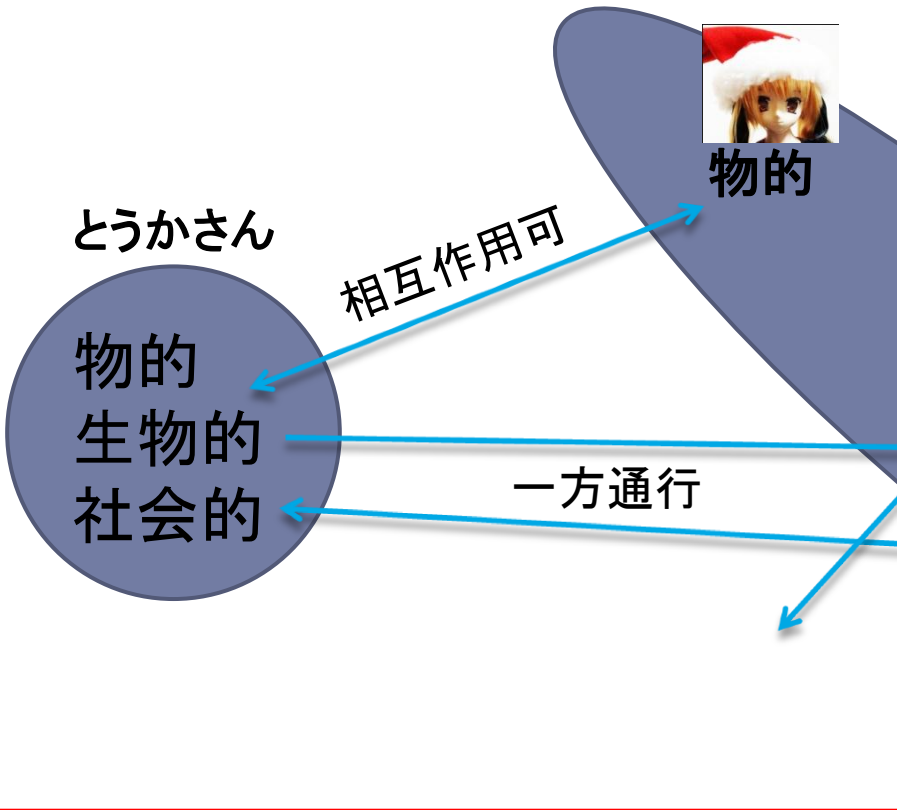 物的
とうかさん
相互作用可
物的
生物的
一方通行
社会的